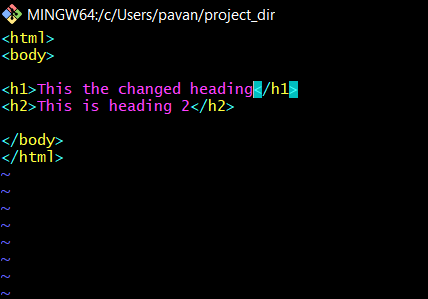 MINGW64:/c/Users/pavan/project_dir
<html>
<body>
<h1>This the changed heading</h1>
<h2>This is heading 2</h2>
</body>
</html>
~
~
~
~
~
~
~
~